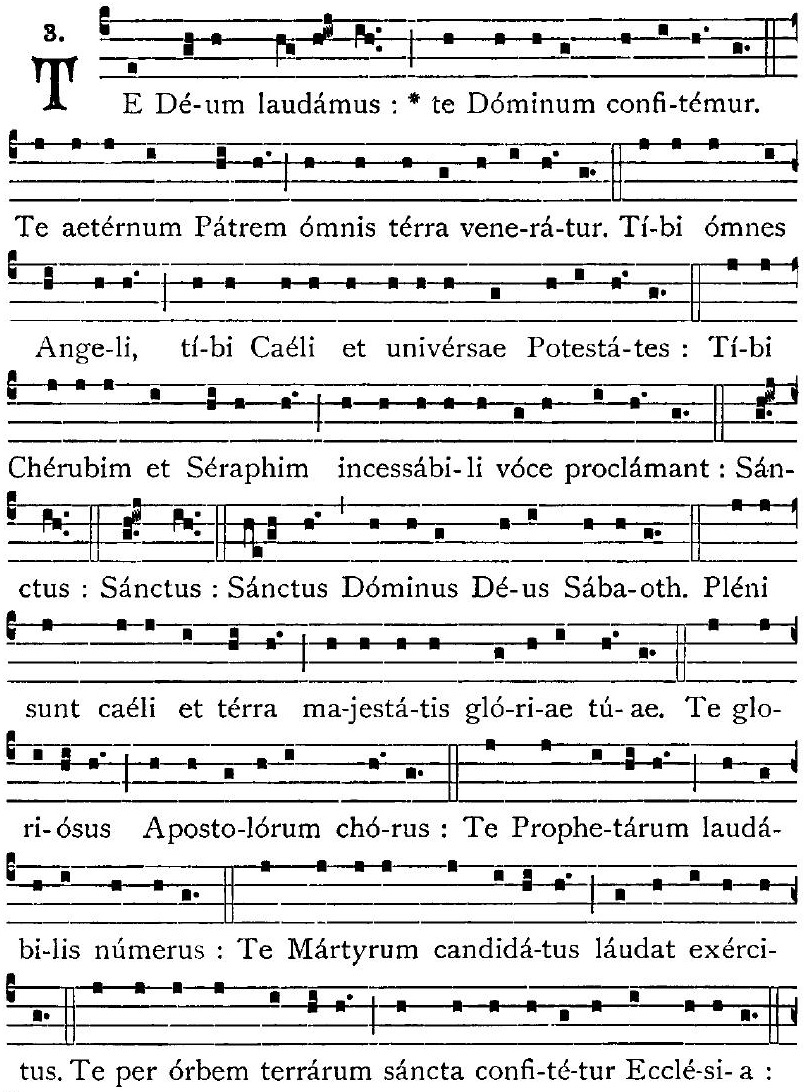 3.
TE Dé-um laudámus : * te Dóminum confi-témur.
Te aetérnum Pátrem ómnis térra vene-rá-tur. Tí-bi ómnes
Ange-li, tí-bi Caéli et univérsae Potestá-tes : Tí-bi
Chérubim et Séraphim incessábi-li vóce proclámant : Sán-
ctus : Sánctus : Sánctus Dóminus Dé-us Sába-oth. Pléni
sunt caéli et térra ma-jestá-tis gló-ri-ae tú-ae. Te glo-
ri-ósus Aposto-lórum chó-rus : Te Prophe-tárum laudá-
bi-lis númerus : Te Mártyrum candidá-tus láudat exérci-
tus. Te per órbem terrárum sáncta confi-té-tur Ecclé-si-a :